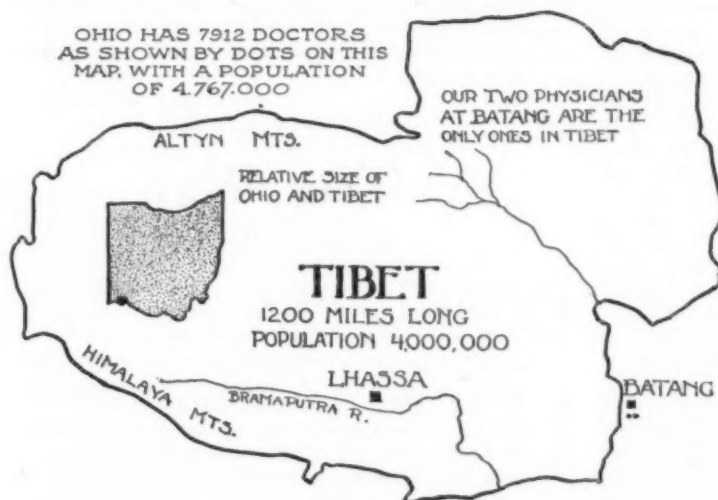 OHIO HAS 7912 DOCTORS
AS SHOWN BY DOTS ON THIS
MAP, WITH A POPULATION
OF 4.767.000
OUR TWO PHYSICIANS
AT BATANG ARE THE
ONLY ONES IN TIBET
ALTYN MTS.
RELATIVE SIZE OF
OHIO AND TIBET
TIBET
1200 MILES LONG
POPULATION 4,000,000
HIMALAYA MTS.
BRAMAPUTRA R.
LHASSA
BATANG